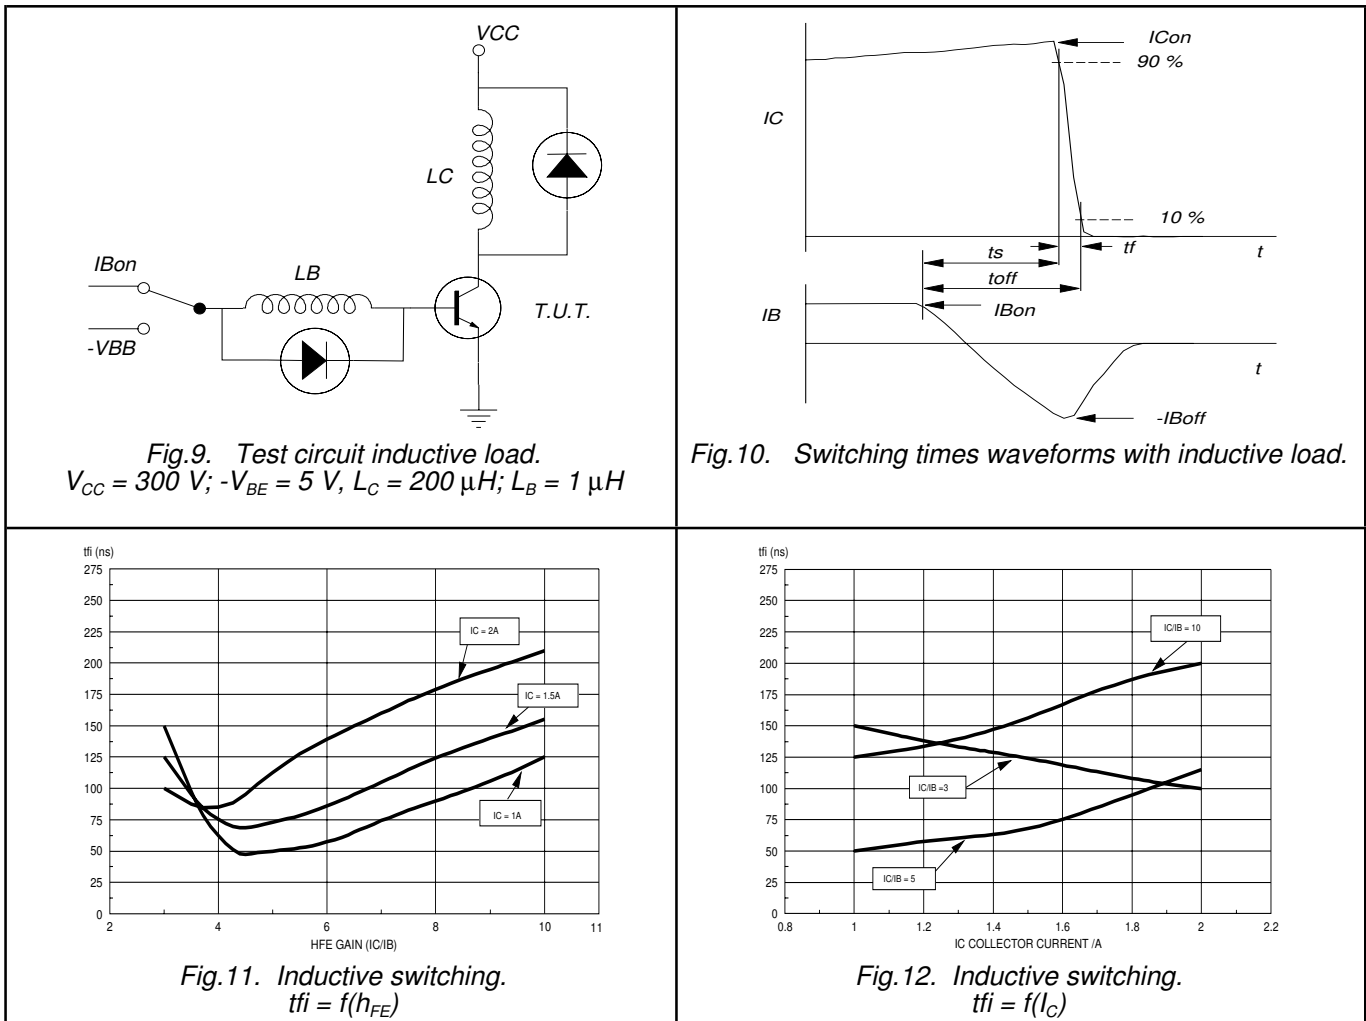 VCC
LC
IBon
LB
-VBB
T.U.T.
Fig.9. Test circuit inductive load.
V_CC = 300 V; -V_BE = 5 V, L_C = 200 µH; L_B = 1 µH
ICon
90 %
IC
10 %
t
ts
tf
toff
IB
IBon
t
-IBoff
Fig.10. Switching times waveforms with inductive load.
tfi (ns)
275
250
225
200
175
150
125
100
75
50
25
0
IC = 2A
IC = 1.5A
IC = 1A
2 4 6 8 10 11
HFE GAIN (IC/IB)
Fig.11. Inductive switching.
tfi = f(h_FE)
tfi (ns)
275
250
225
200
175
150
125
100
75
50
25
0
IC/IB = 10
IC/IB =3
IC/IB = 5
0.8 1 1.2 1.4 1.6 1.8 2 2.2
IC COLLECTOR CURRENT /A
Fig.12. Inductive switching.
tfi = f(I_C)